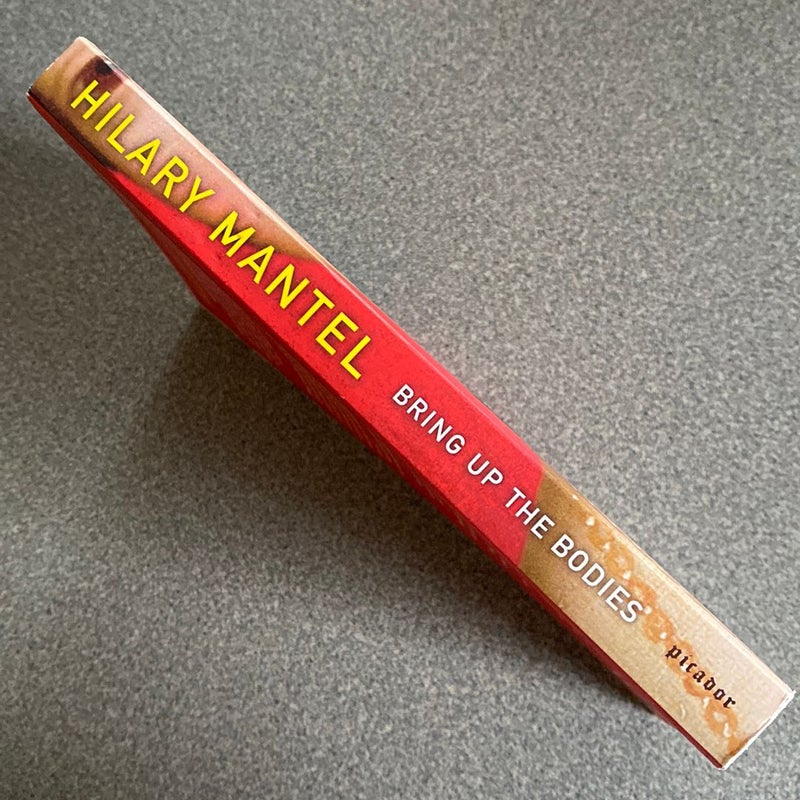 HILARY MANTEL
BRING UP THE BODIES
picador